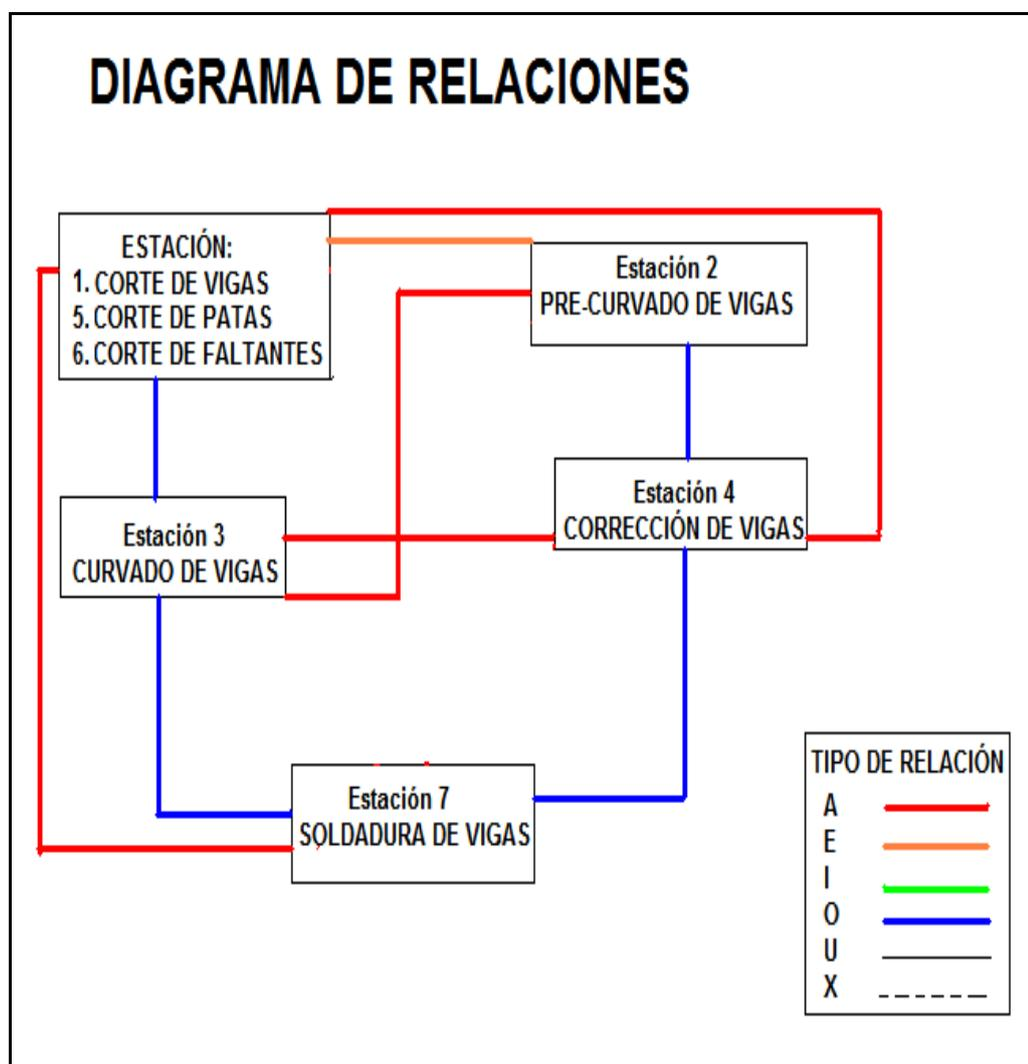 DIAGRAMA DE RELACIONES
ESTACIÓN:
1. CORTE DE VIGAS
5. CORTE DE PATAS
6. CORTE DE FALTANTES
Estación 2
PRE-CURVADO DE VIGAS
Estación 3
CURVADO DE VIGAS
Estación 4
CORRECCIÓN DE VIGAS
Estación 7
SOLDADURA DE VIGAS
TIPO DE RELACIÓN
A
E
I
O
U
X